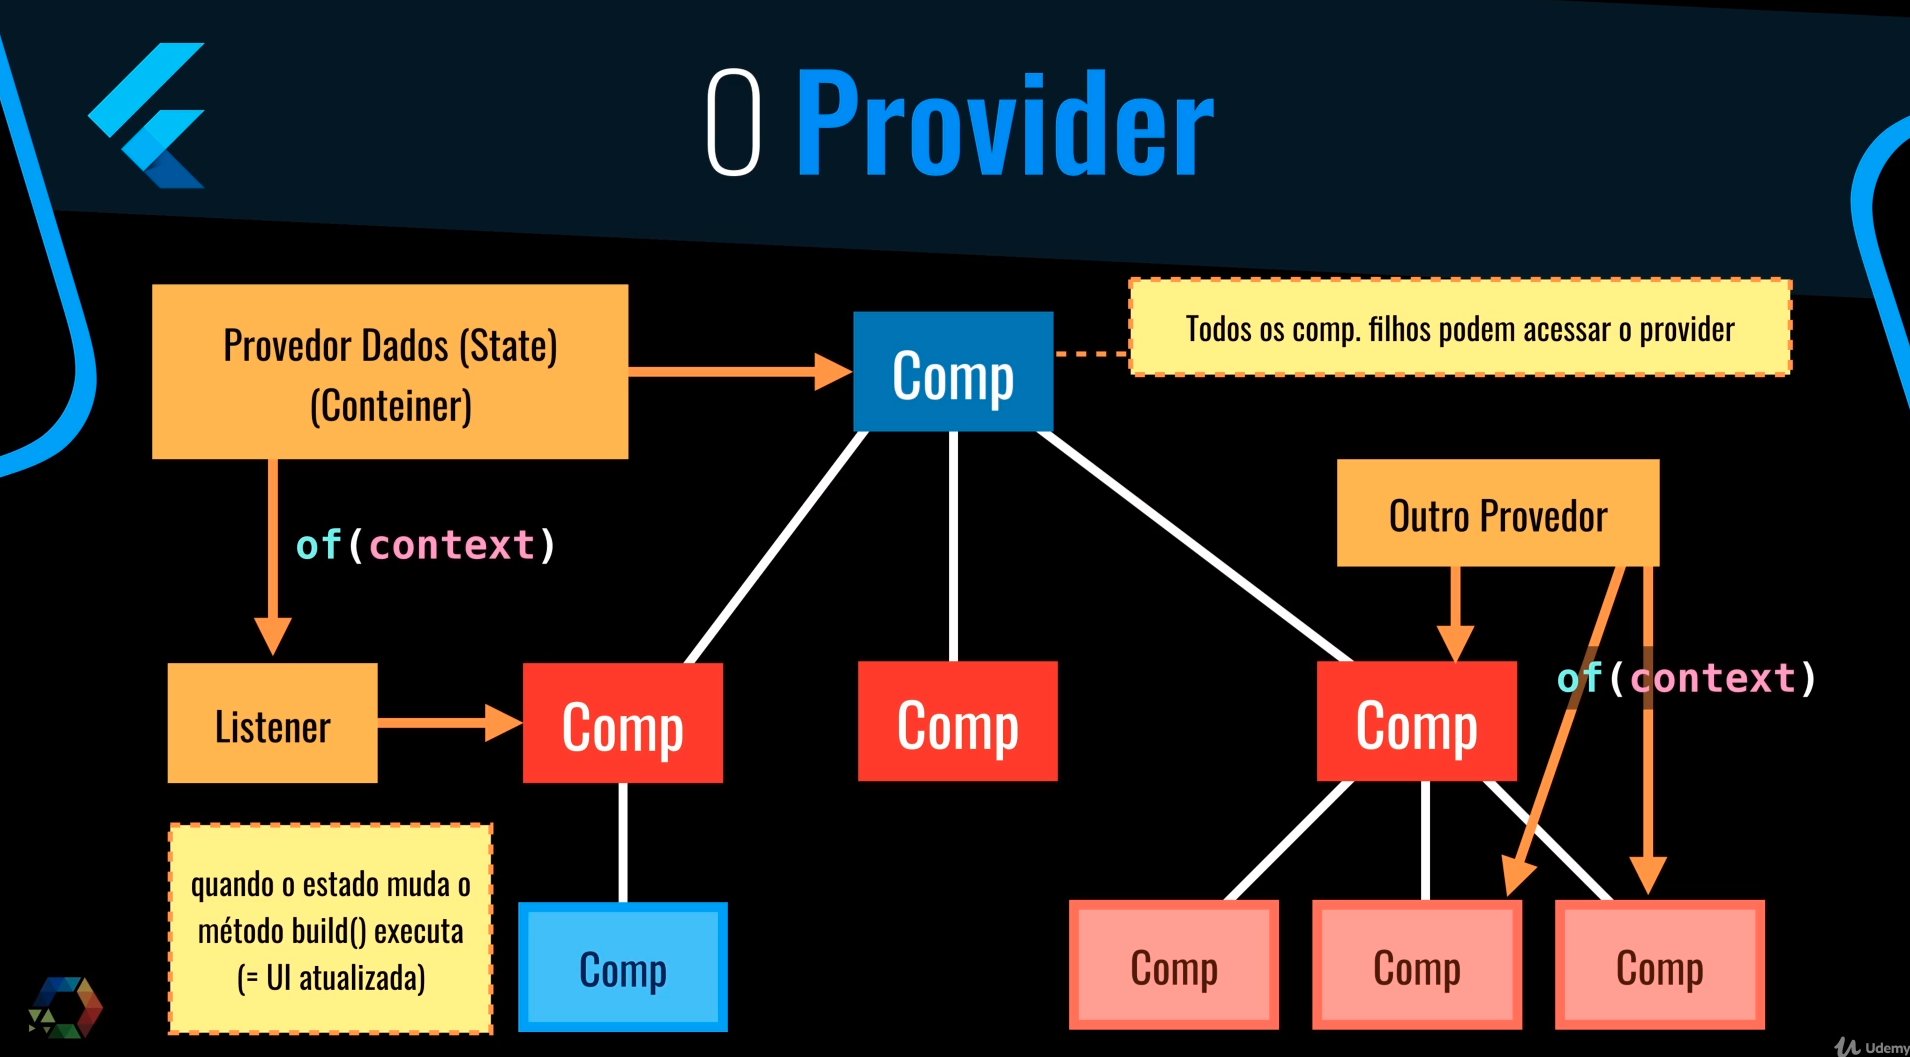 O Provider
Provedor Dados (State)
(Conteiner)
Comp
Todos os comp. filhos podem acessar o provider
of(context)
Outro Provedor
Listener
Comp
Comp
Comp
of(context)
quando o estado muda o
método build() executa
(= UI atualizada)
Comp
Comp
Comp
Comp
Udemy